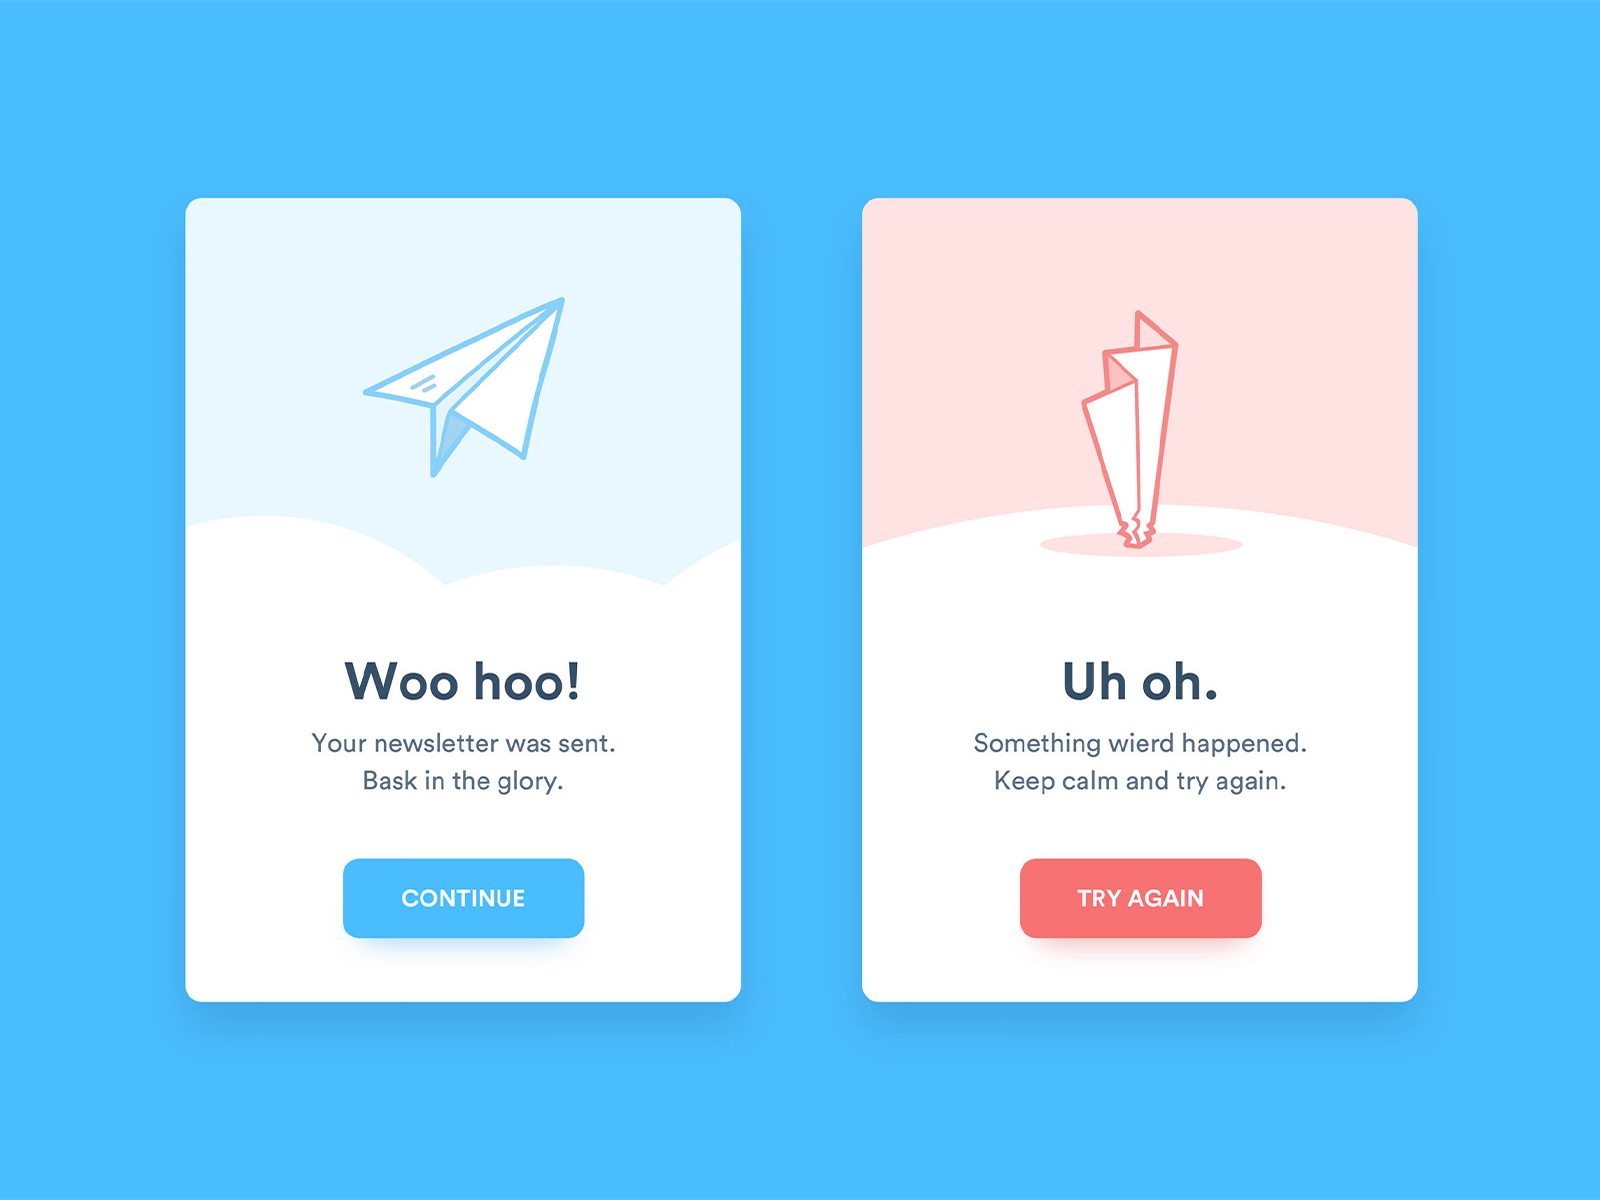 Woo hoo!
Your newsletter was sent.
Bask in the glory.
CONTINUE
Uh oh.
Something wierd happened.
Keep calm and try again.
TRY AGAIN